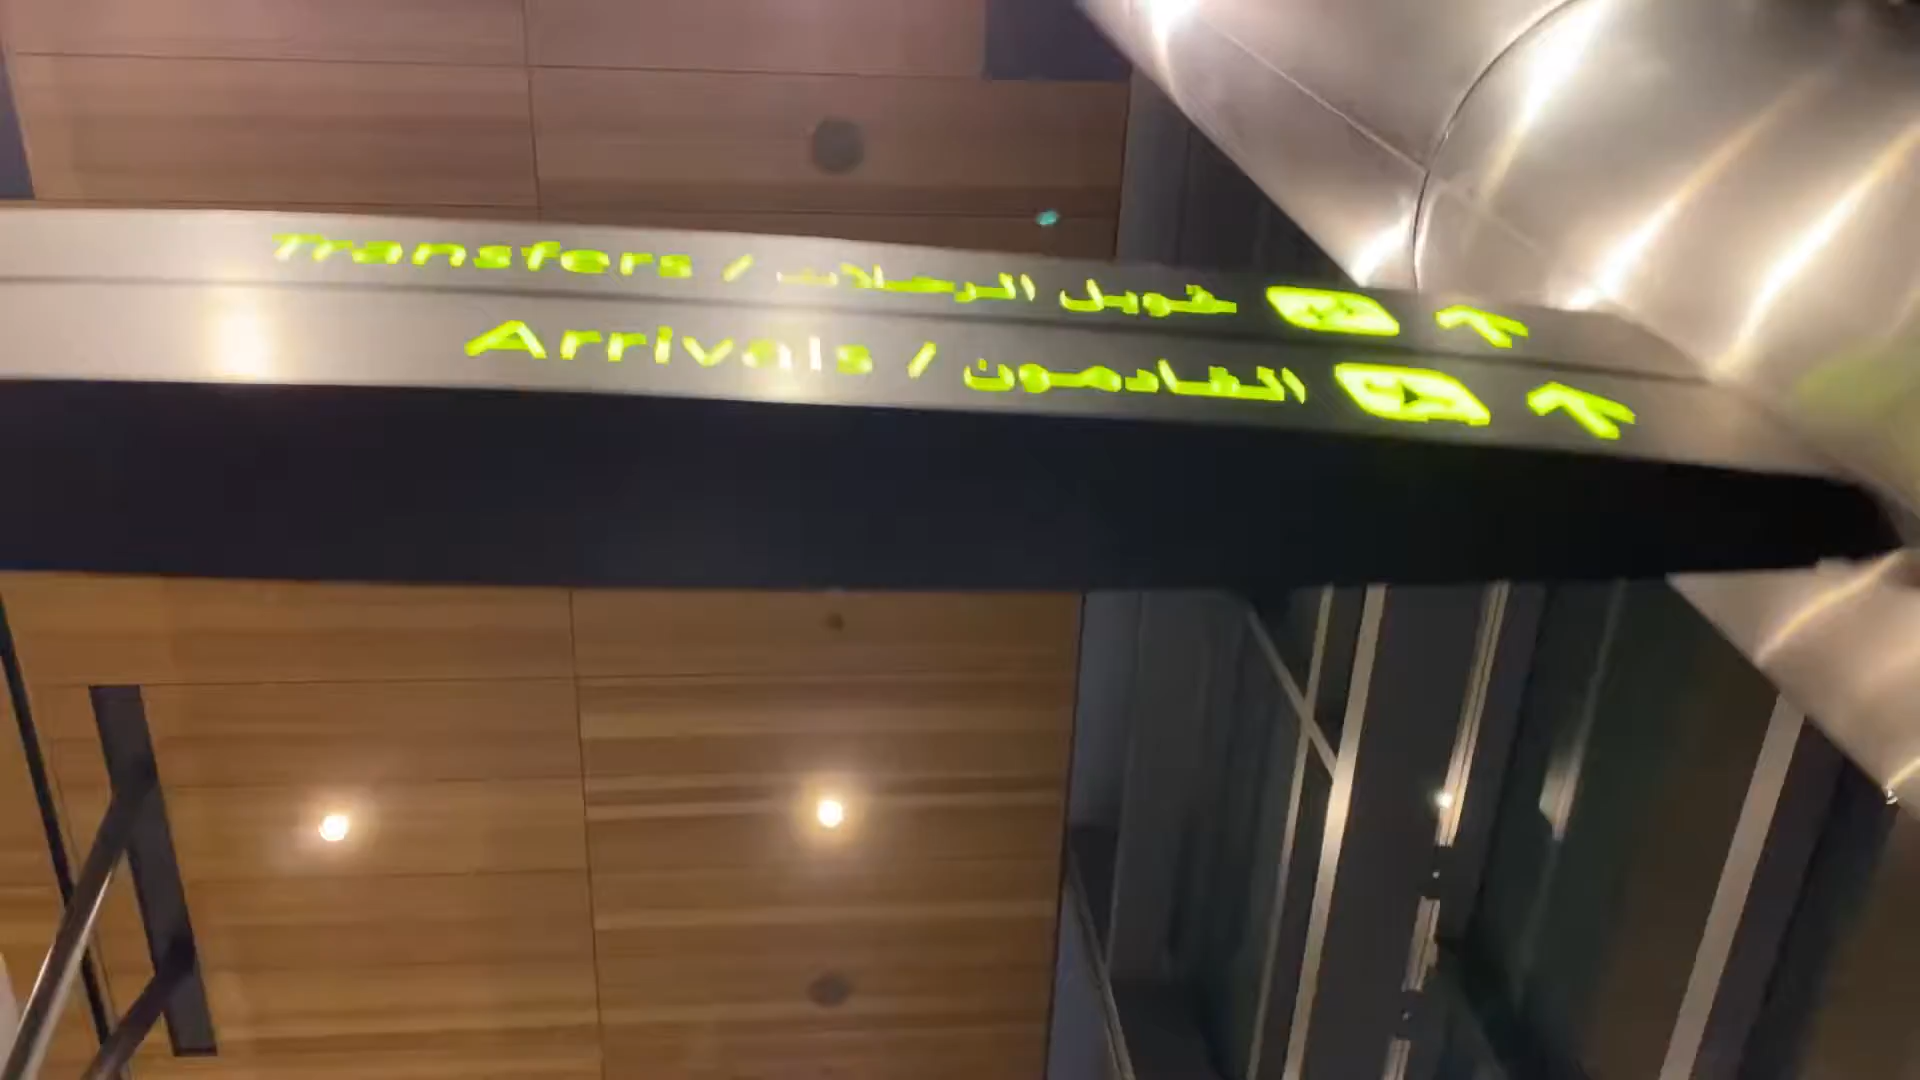 Transfers / تحويل الرحلات
Arrivals / القادمون